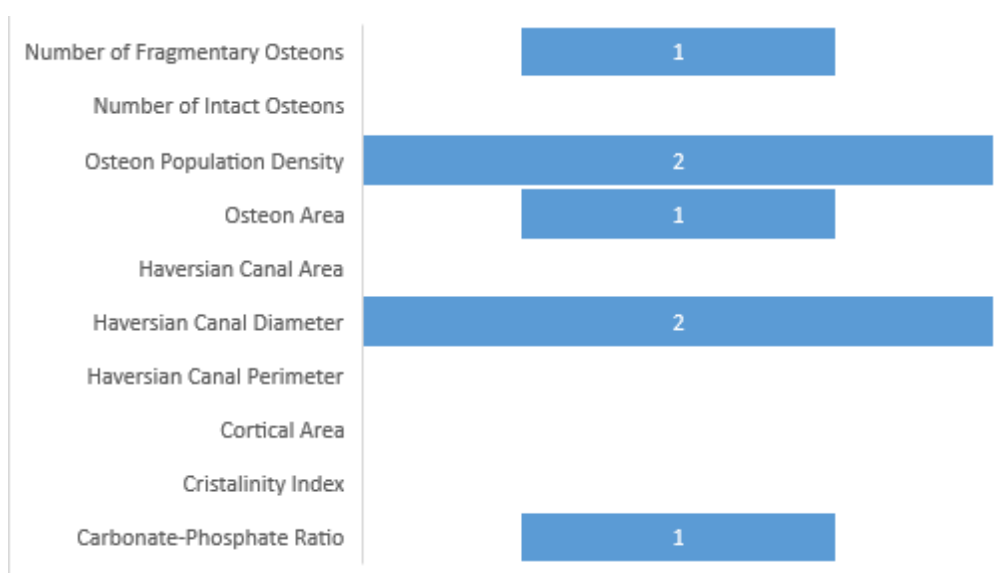 Number of Fragmentary Osteons 1
Number of Intact Osteons
Osteon Population Density 2
Osteon Area 1
Haversian Canal Area
Haversian Canal Diameter 2
Haversian Canal Perimeter
Cortical Area
Cristalinity Index
Carbonate-Phosphate Ratio 1